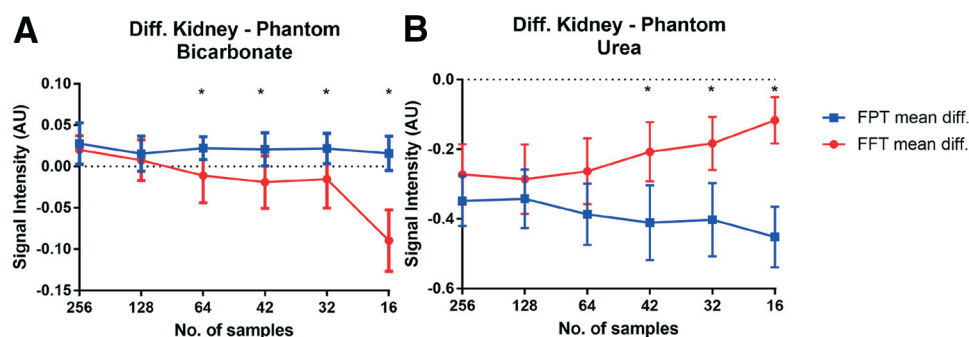 A
Diff. Kidney - Phantom
Bicarbonate
Signal Intensity (AU)
0.10
0.05
0.00
-0.05
-0.10
-0.15
* * * *
256 128 64 42 32 16
No. of samples
B
Diff. Kidney - Phantom
Urea
Signal Intensity (AU)
0.0
-0.2
-0.4
-0.6
* * *
256 128 64 42 32 16
No. of samples
FPT mean diff.
FFT mean diff.